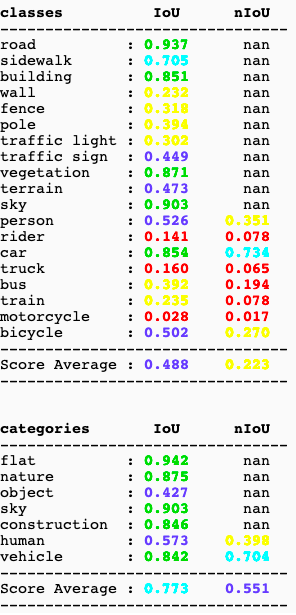 classes IoU nIoU
--------------------------------
road : 0.937 nan
sidewalk : 0.705 nan
building : 0.851 nan
wall : 0.232 nan
fence : 0.318 nan
pole : 0.394 nan
traffic light : 0.302 nan
traffic sign : 0.449 nan
vegetation : 0.871 nan
terrain : 0.473 nan
sky : 0.903 nan
person : 0.526 0.351
rider : 0.141 0.078
car : 0.854 0.734
truck : 0.160 0.065
bus : 0.392 0.194
train : 0.235 0.078
motorcycle : 0.028 0.017
bicycle : 0.502 0.270
--------------------------------
Score Average : 0.488 0.223
--------------------------------
categories IoU nIoU
--------------------------------
flat : 0.942 nan
nature : 0.875 nan
object : 0.427 nan
sky : 0.903 nan
construction : 0.846 nan
human : 0.573 0.398
vehicle : 0.842 0.704
--------------------------------
Score Average : 0.773 0.551
--------------------------------